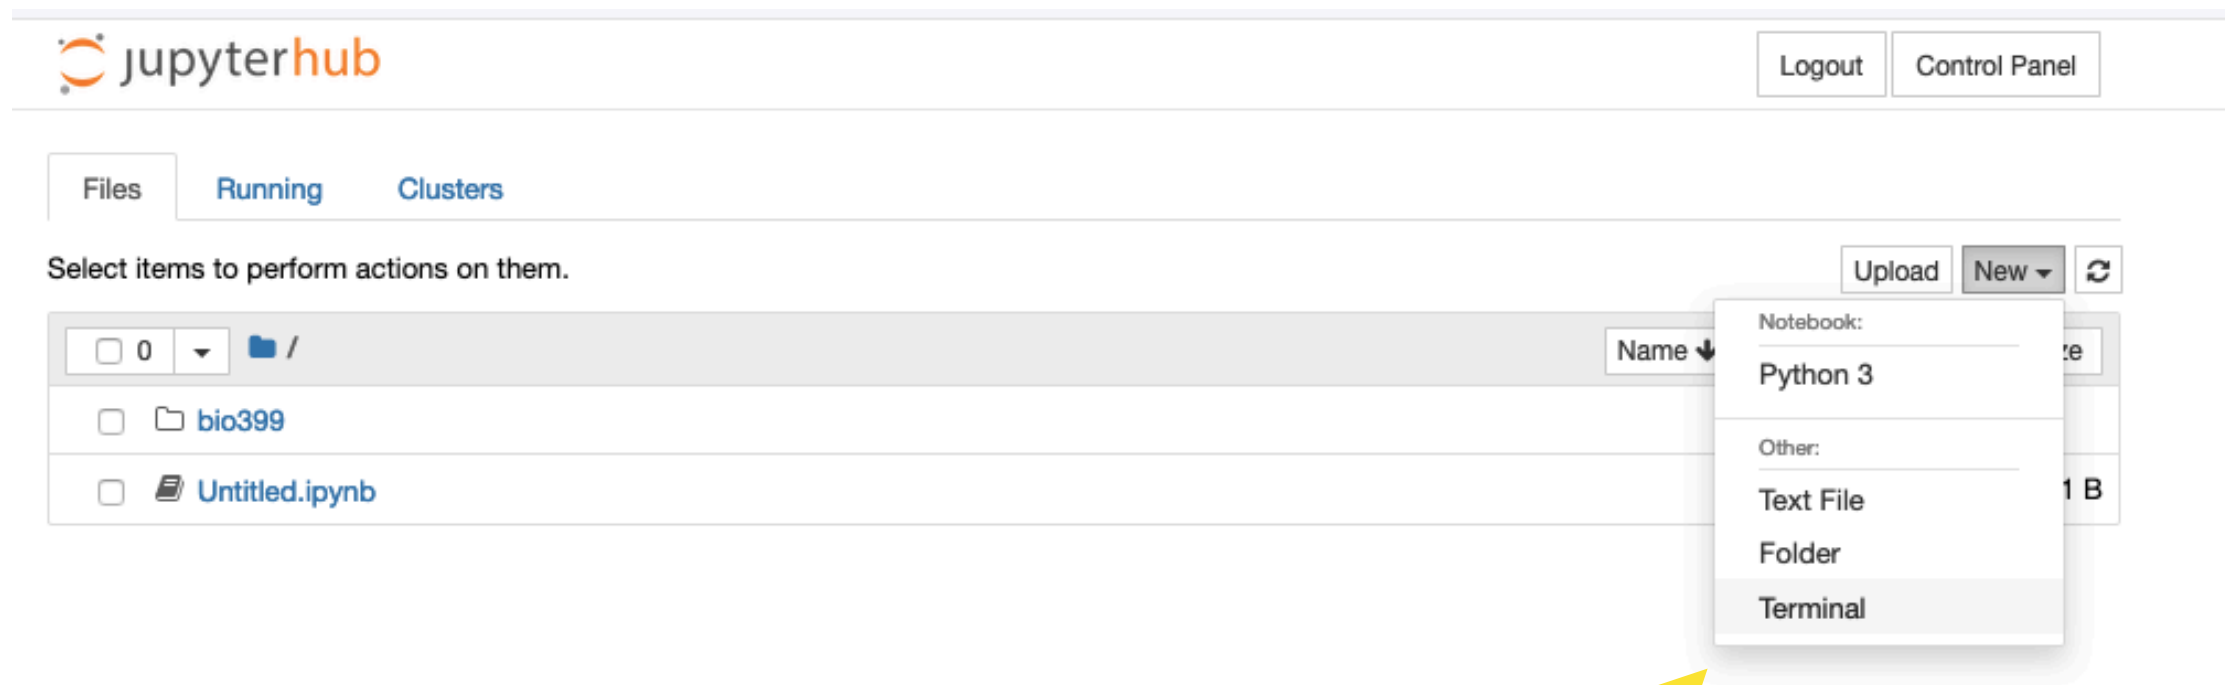 jupyterhub
Logout Control Panel
Files Running Clusters
Select items to perform actions on them.
Upload New
0 /
Name
Notebook:
Python 3
bio399
Other:
Untitled.ipynb
1 B
Text File
Folder
Terminal